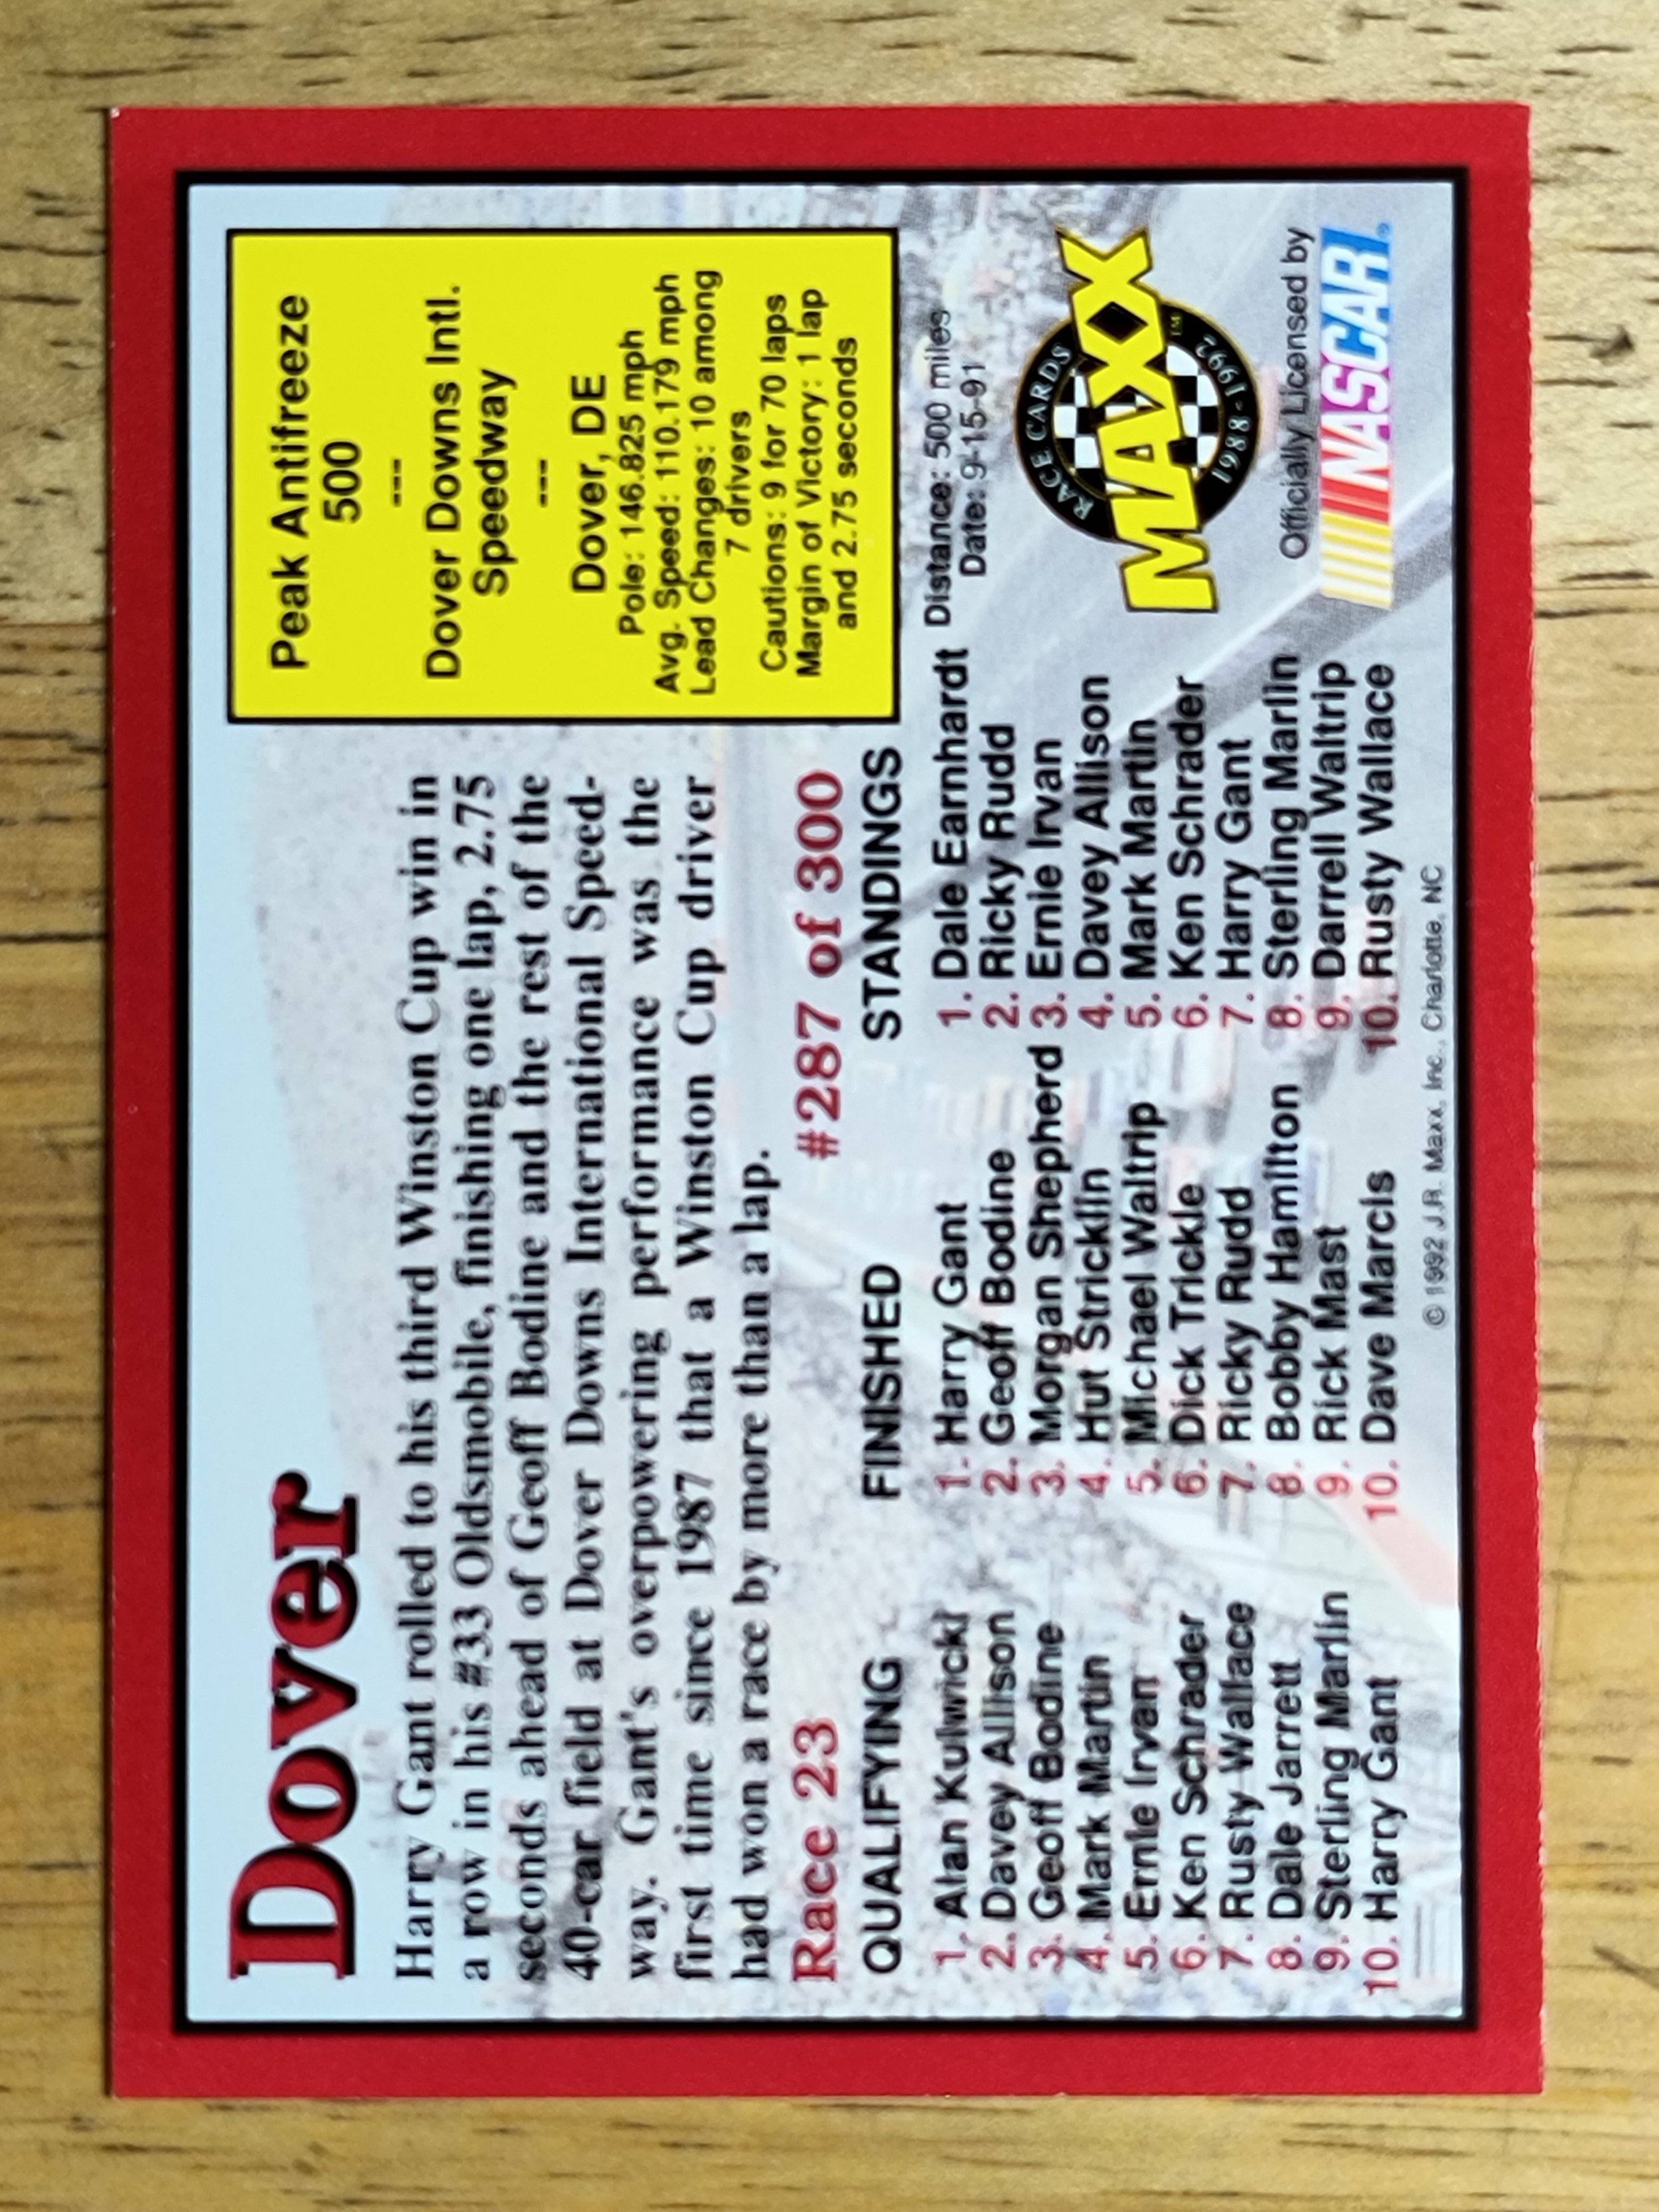 Dover
Harry Gant rolled to his third Winston Cup win in
a row in his #33 Oldsmobile, finishing one lap, 2.75
seconds ahead of Geoff Bodine and the rest of the
40-car field at Dover Downs International Speed-
way. Gant's overpowering performance was the
first time since 1987 that a Winston Cup driver
had won a race by more than a lap.
Race 23
#287 of 300
Peak Antifreeze
500
---
Dover Downs Intl.
Speedway
---
Dover, DE
Pole: 146.825 mph
Avg. Speed: 110.179 mph
Lead Changes: 10 among
7 drivers
Cautions: 9 for 70 laps
Margin of Victory: 1 lap
and 2.75 seconds
QUALIFYING
1. Alan Kulwicki
2. Davey Allison
3. Geoff Bodine
4. Mark Martin
5. Ernie Irvan
6. Ken Schrader
7. Rusty Wallace
8. Dale Jarrett
9. Sterling Marlin
10. Harry Gant
FINISHED
1. Harry Gant
2. Geoff Bodine
3. Morgan Shepherd
4. Hut Stricklin
5. Michael Waltrip
6. Dick Trickle
7. Ricky Rudd
8. Bobby Hamilton
9. Rick Mast
10. Dave Marcis
STANDINGS
1. Dale Earnhardt
2. Ricky Rudd
3. Ernie Irvan
4. Davey Allison
5. Mark Martin
6. Ken Schrader
7. Harry Gant
8. Sterling Marlin
9. Darrell Waltrip
10. Rusty Wallace
Distance: 500 miles
Date: 9-15-91
RACE CARDS
MAXX
1988-1992
TM
Officially Licensed by
NASCAR®
© 1992 J.R. Maxx, Inc., Charlotte, NC